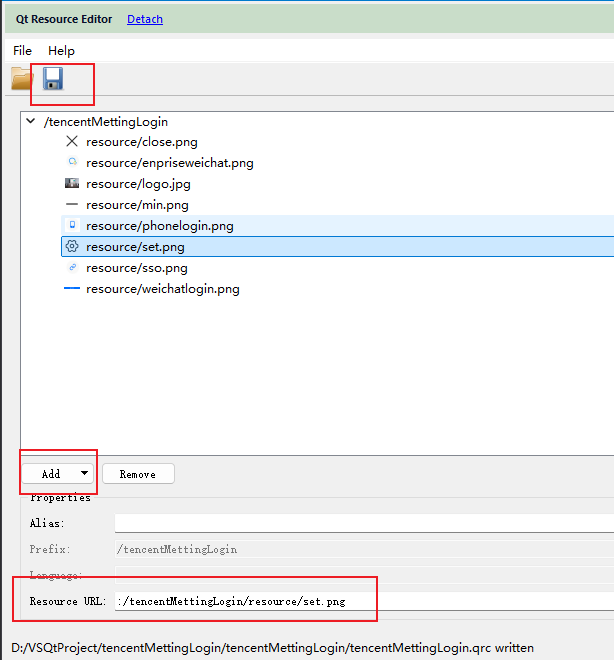 Qt Resource Editor Detach
File Help
/tencentMettingLogin
resource/close.png
resource/enpriseweichat.png
resource/logo.jpg
resource/min.png
resource/phonelogin.png
resource/set.png
resource/sso.png
resource/weichatlogin.png
Add Remove
Properties
Alias:
Prefix: /tencentMettingLogin
Language:
Resource URL: :/tencentMettingLogin/resource/set.png
D:/VSQtProject/tencentMettingLogin/tencentMettingLogin/tencentMettingLogin.qrc written